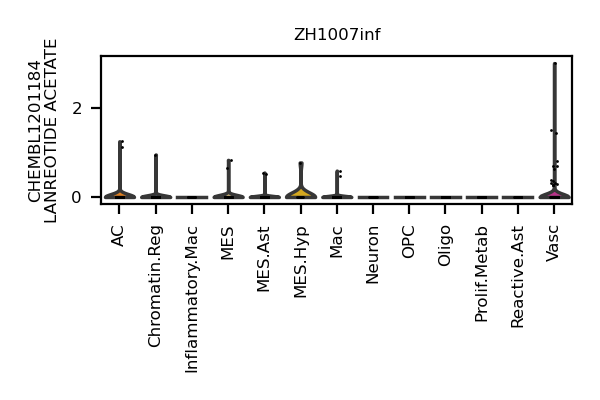 ZH1007inf
CHEMBL1201184
LANREOTIDE ACETATE
2
0
AC
Chromatin.Reg
Inflammatory.Mac
MES
MES.Ast
MES.Hyp
Mac
Neuron
OPC
Oligo
Prolif.Metab
Reactive.Ast
Vasc